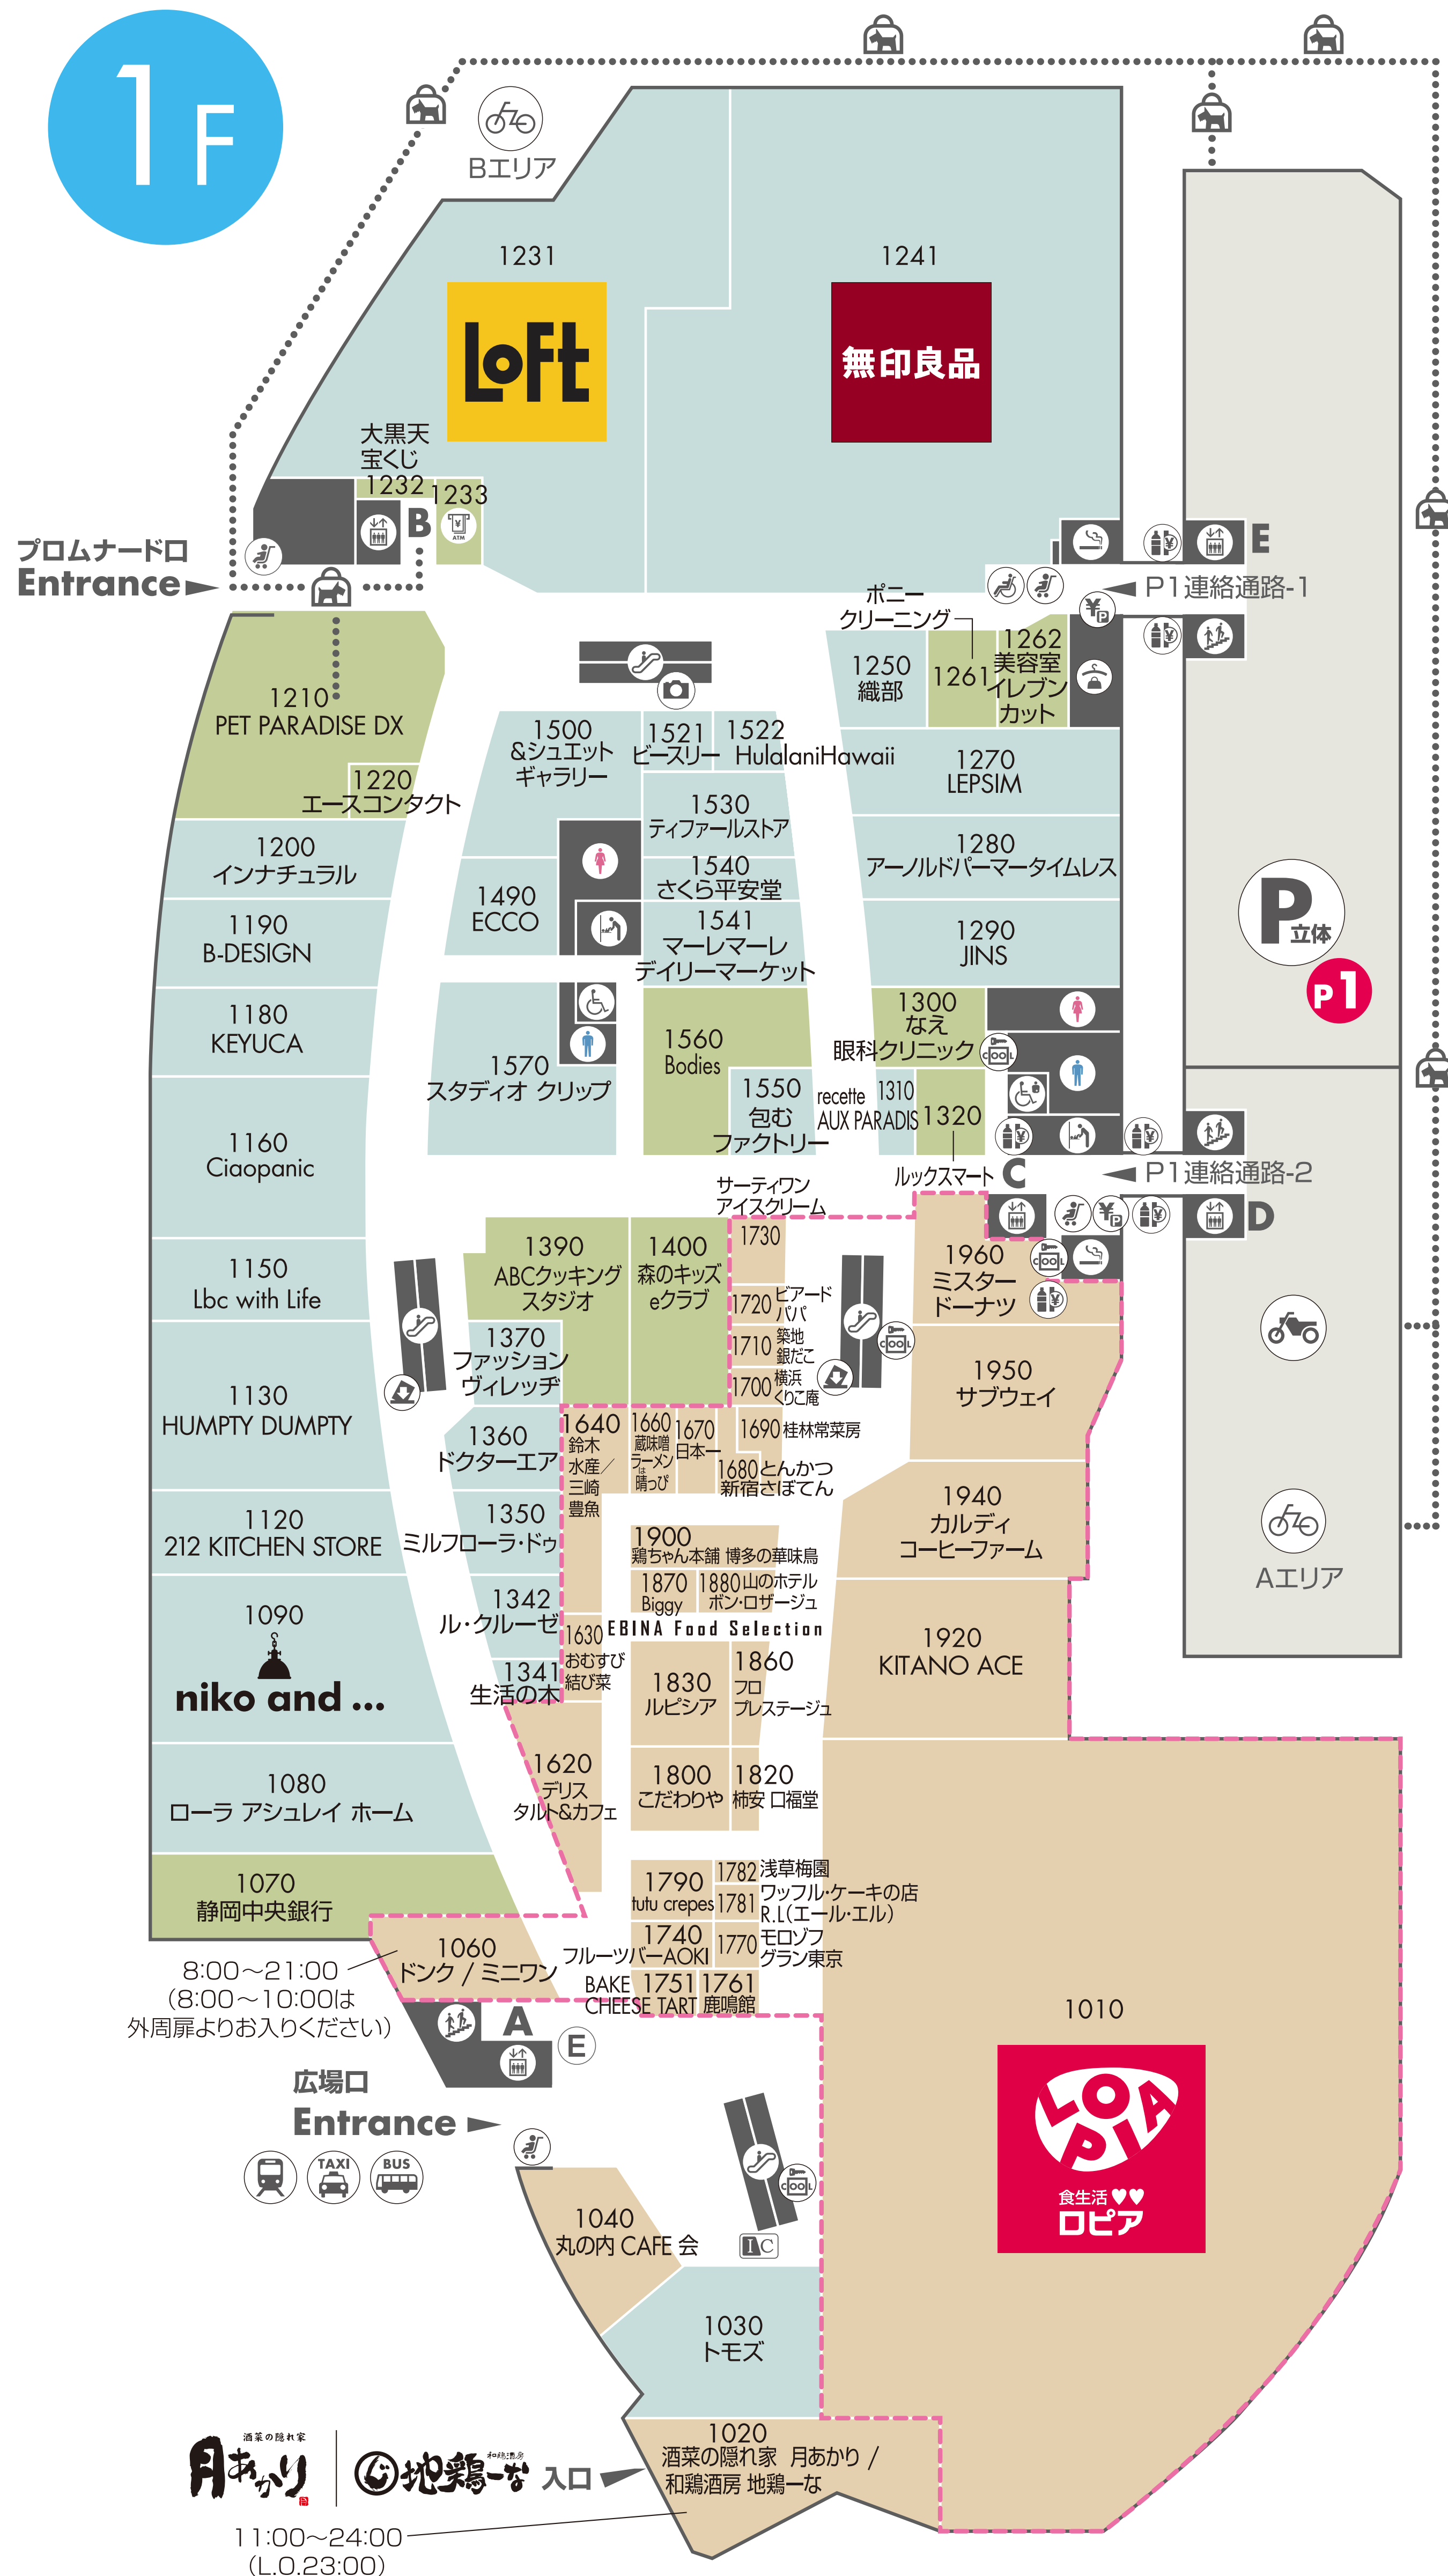 1F
Bエリア
1231
LOFT
1241
無印良品
大黒天
宝くじ
1232
1233
ATM
B
プロムナード口
Entrance
E
P1連絡通路-1
ポニー
クリーニング
1250
織部
1261
1262
美容室
イレブン
カット
1210
PET PARADISE DX
1220
エースコンタクト
1500
&シュエット
ギャラリー
1521
ビースリー
1522
HulalaniHawaii
1270
LEPSIM
1530
ティファールストア
1280
アーノルドパーマータイムレス
1200
インナチュラル
1540
さくら平安堂
1490
ECCO
1190
B-DESIGN
1541
マーレマーレ
デイリーマーケット
1290
JINS
P
立体
P1
1180
KEYUCA
1300
なえ
眼科クリニック
COOL
1560
Bodies
1570
スタディオ クリップ
1550
包む
ファクトリー
recette
AUX PARADIS
1310
1320
ルックスマート
C
P1連絡通路-2
D
1160
Ciaopanic
サーティワン
アイスクリーム
1730
1390
ABCクッキング
スタジオ
1400
森のキッズ
eクラブ
1960
ミスター
ドーナツ
COOL
1150
Lbc with Life
1720
ビアード
パパ
1710
築地
銀だこ
COOL
1700
横浜
くりこ庵
1370
ファッション
ヴィレッヂ
1950
サブウェイ
1130
HUMPTY DUMPTY
1360
ドクターエア
1640
鈴木
水産/
三崎
豊魚
1660
蔵味噌
ラーメン
は
晴っぴ
1670
日本一
1690
桂林常菜房
1680
とんかつ
新宿さぼてん
1940
カルディ
コーヒーファーム
Aエリア
1120
212 KITCHEN STORE
1350
ミルフローラ・ドゥ
1900
鶏ちゃん本舗 博多の華味鳥
1870
Biggy
1880
山のホテル
ボン・ロザージュ
EBINA Food Selection
1090
niko and ...
1342
ル・クルーゼ
1341
生活の木
1630
おむすび
結び菜
1830
ルピシア
1860
フロ
プレステージュ
1920
KITANO ACE
1080
ローラ アシュレイ ホーム
1620
デリス
タルト&カフェ
1800
こだわりや
1820
柿安 口福堂
1070
静岡中央銀行
1790
tutu crepes
1782
浅草梅園
1781
ワッフル・ケーキの店
R.L(エール・エル)
1740
フルーツバーAOKI
1770
モロゾフ
グラン東京
1751
BAKE
CHEESE TART
1761
鹿鳴館
1060
ドンク / ミニワン
8:00～21:00
(8:00～10:00は
外周扉よりお入りください)
A
E
広場口
Entrance
TAXI
BUS
COOL
IC
1010
LOPIA
食生活♥♥
ロピア
1040
丸の内 CAFE 会
1030
トモズ
1020
酒菜の隠れ家 月あかり /
和鶏酒房 地鶏一な
酒菜の隠れ家
月あかり
和鶏酒房
地鶏一な
入口
11:00～24:00
(L.O.23:00)